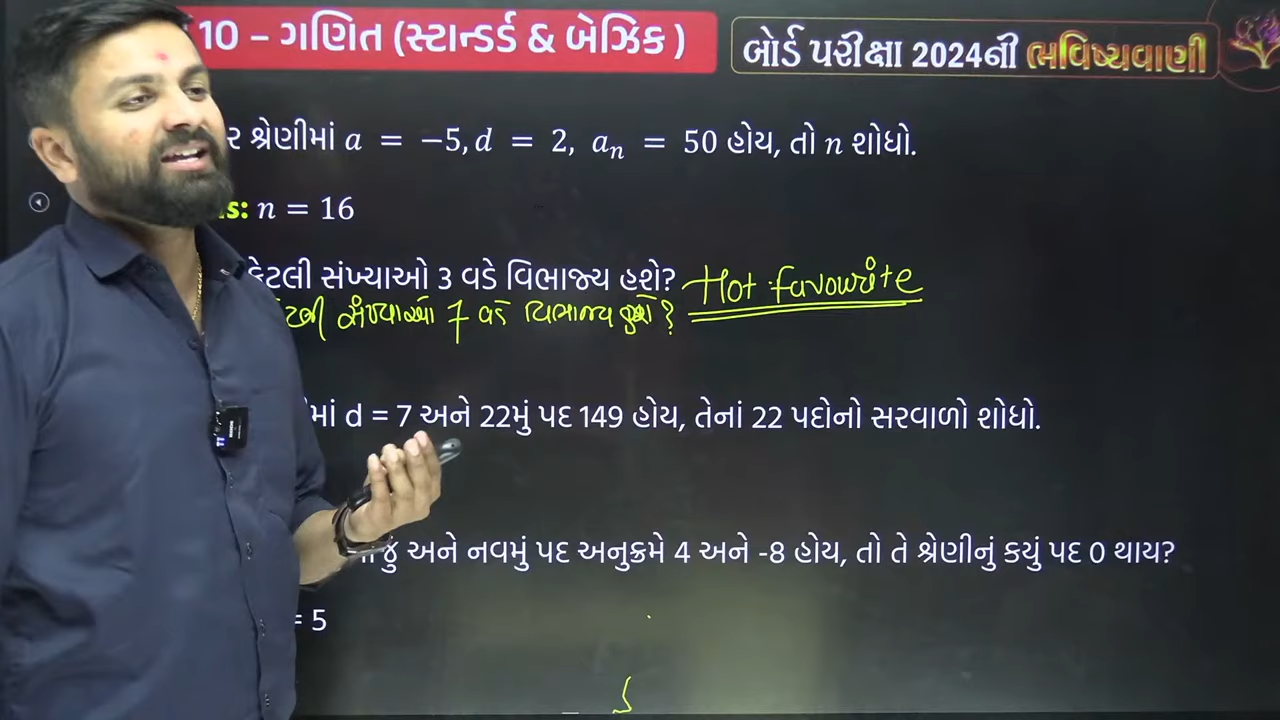 10 – ગણિત (સ્ટાન્ડર્ડ & બેઝિક )
બોર્ડ પરીક્ષા 2024ની ભવિષ્યવાણી
ર શ્રેણીમાં a = −5, d = 2, aₙ = 50 હોય, તો n શોધો.
s: n = 16
કેટલી સંખ્યાઓ 3 વડે વિભાજ્ય હશે? Hot favourite
સંખ્યાઓ 7 વડે વિભાજ્ય હશે?
માં d = 7 અને 22મું પદ 149 હોય, તેનાં 22 પદોનો સરવાળો શોધો.
અને નવમું પદ અનુક્રમે 4 અને -8 હોય, તો તે શ્રેણીનું કયું પદ 0 થાય?
= 5